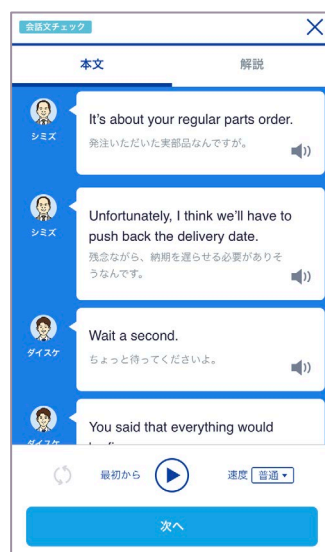 会話文チェック
本文 解説
シミズ
It's about your regular parts order.
発注いただいた実部品なんですが。
シミズ
Unfortunately, I think we'll have to
push back the delivery date.
残念ながら、納期を遅らせる必要がありそ
うなんです。
ダイスケ
Wait a second.
ちょっと待ってくださいよ。
ダイスケ
You said that everything would
最初から 速度 普通
次へ